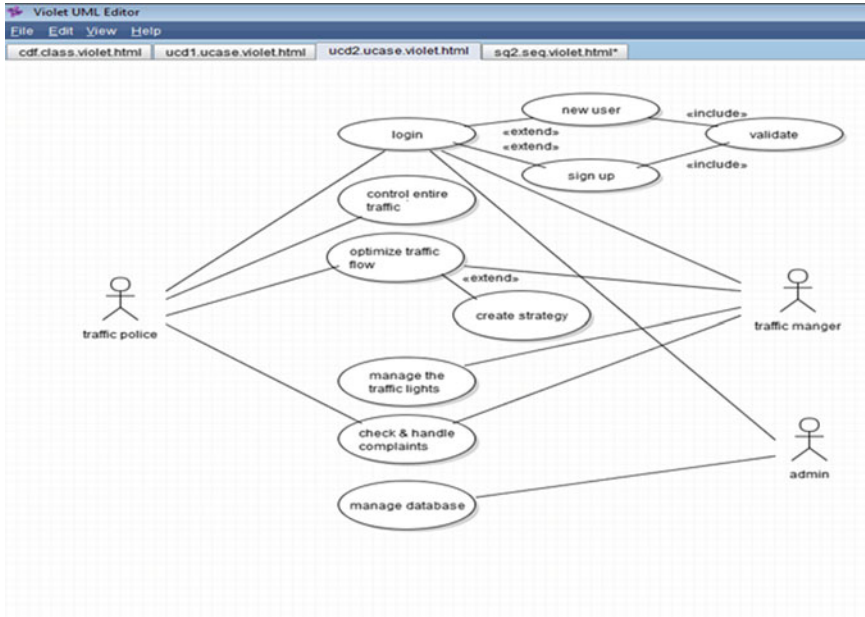 Violet UML Editor
File Edit View Help
cdf.class.violet.html ucd1.ucase.violet.html ucd2.ucase.violet.html sq2.seq.violet.html*
new user
«include»
login
«extend»
validate
«extend»
sign up
«include»
control entire
traffic
optimize traffic
flow
«extend»
create strategy
traffic police
traffic manger
manage the
traffic lights
check & handle
complaints
admin
manage database